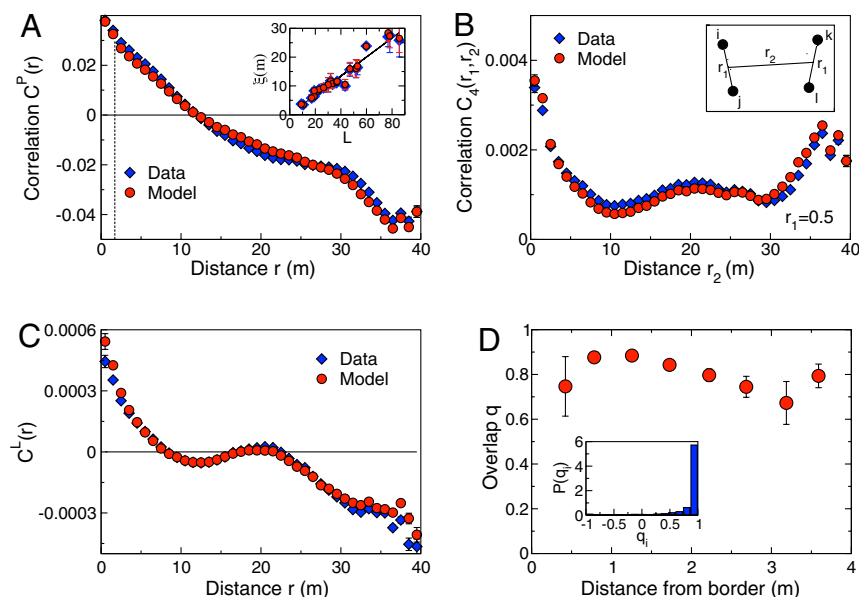 A
Correlation C^P(r)
0.02
0
-0.02
-0.04
0
10
20
30
40
Distance r (m)
Data
Model
30
20
10
0
ξ(m)
0
20
40
60
80
L
B
Correlation C_4(r_1,r_2)
0.004
0.002
0
0
10
20
30
40
Distance r_2 (m)
Data
Model
i
k
r_2
r_1
r_1
j
l
r_1=0.5
C
C^L(r)
0.0006
0.0003
0
-0.0003
0
10
20
30
40
Distance r (m)
Data
Model
D
Overlap q
1
0.8
0.6
0.4
0.2
0
0
1
2
3
4
Distance from border (m)
P(q_i)
6
4
2
0
-1
-0.5
0
0.5
1
q_i